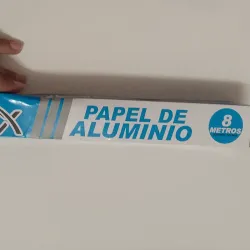 PAPEL DE
ALUMINIO
8
METROS